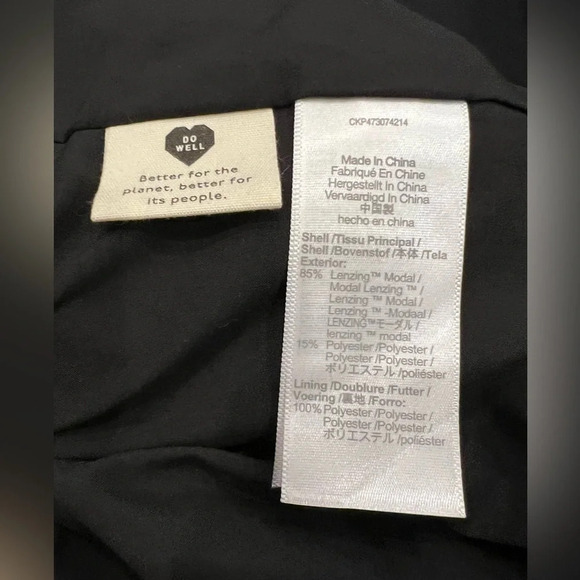 DO
WELL
Better for the
planet, better for
its people.
CKP473074214
Made In China
Fabriqué En Chine
Hergestellt In China
Vervaardigd In China
中国製
hecho en china
Shell /Tissu Principal /
Shell /Bovenstof /本体 /Tela
Exterior:
85% Lenzing™ Modal /
Modal Lenzing ™ /
Lenzing ™ Modal /
Lenzing ™ -Modaal /
LENZING™モーダル /
lenzing ™ modal
15% Polyester /Polyester /
Polyester /Polyester /
ポリエステル /poliéster
Lining /Doublure /Futter /
Voering /裏地 /Forro:
100% Polyester /Polyester /
Polyester /Polyester /
ポリエステル /poliéster